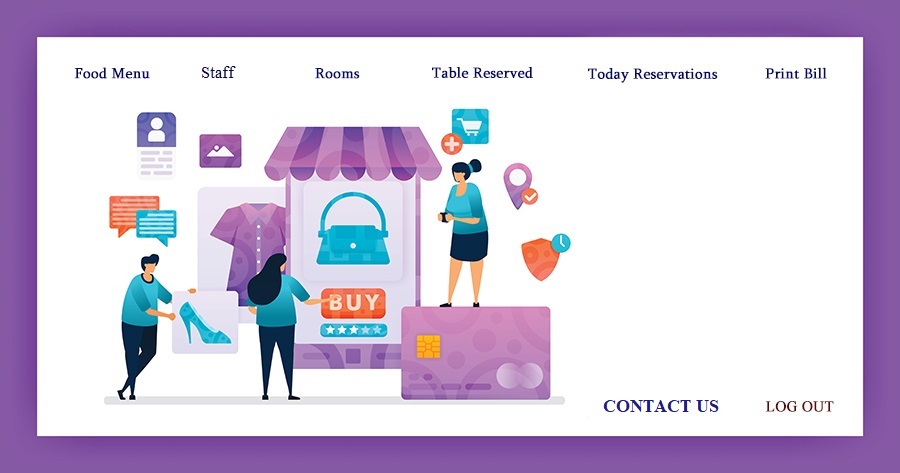 Food Menu
Staff
Rooms
Table Reserved
Today Reservations
Print Bill
BUY
CONTACT US
LOG OUT